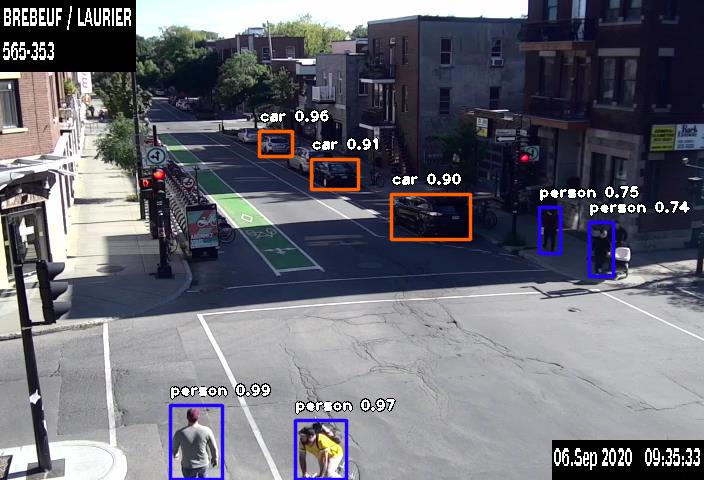 BREBEUF / LAURIER
565-353
car 0.96
car 0.91
car 0.90
person 0.75
person 0.74
person 0.99
person 0.97
06.Sep 2020 09:35:33